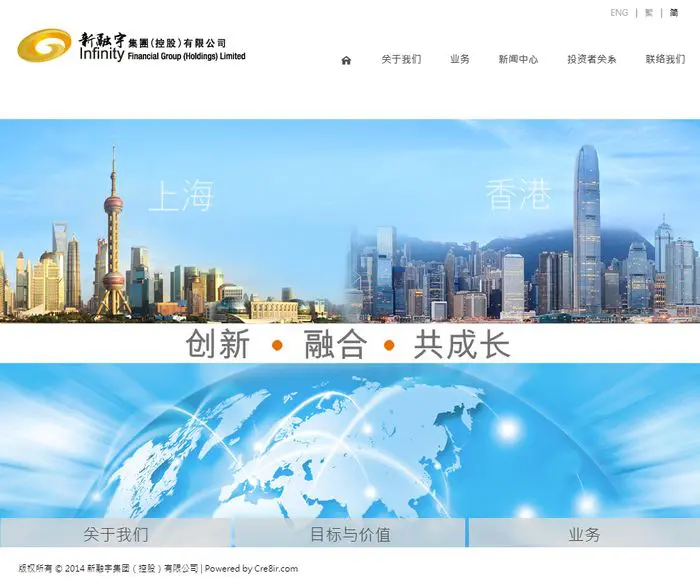 ENG | 繁 | 简
新融宇集團(控股)有限公司
Infinity Financial Group (Holdings) Limited
关于我们 业务 新闻中心 投资者关系 联络我们
上海 香港
创新 • 融合 • 共成长
关于我们 目标与价值 业务
版权所有 © 2014 新融宇集团（控股）有限公司 | Powered by Cre8ir.com